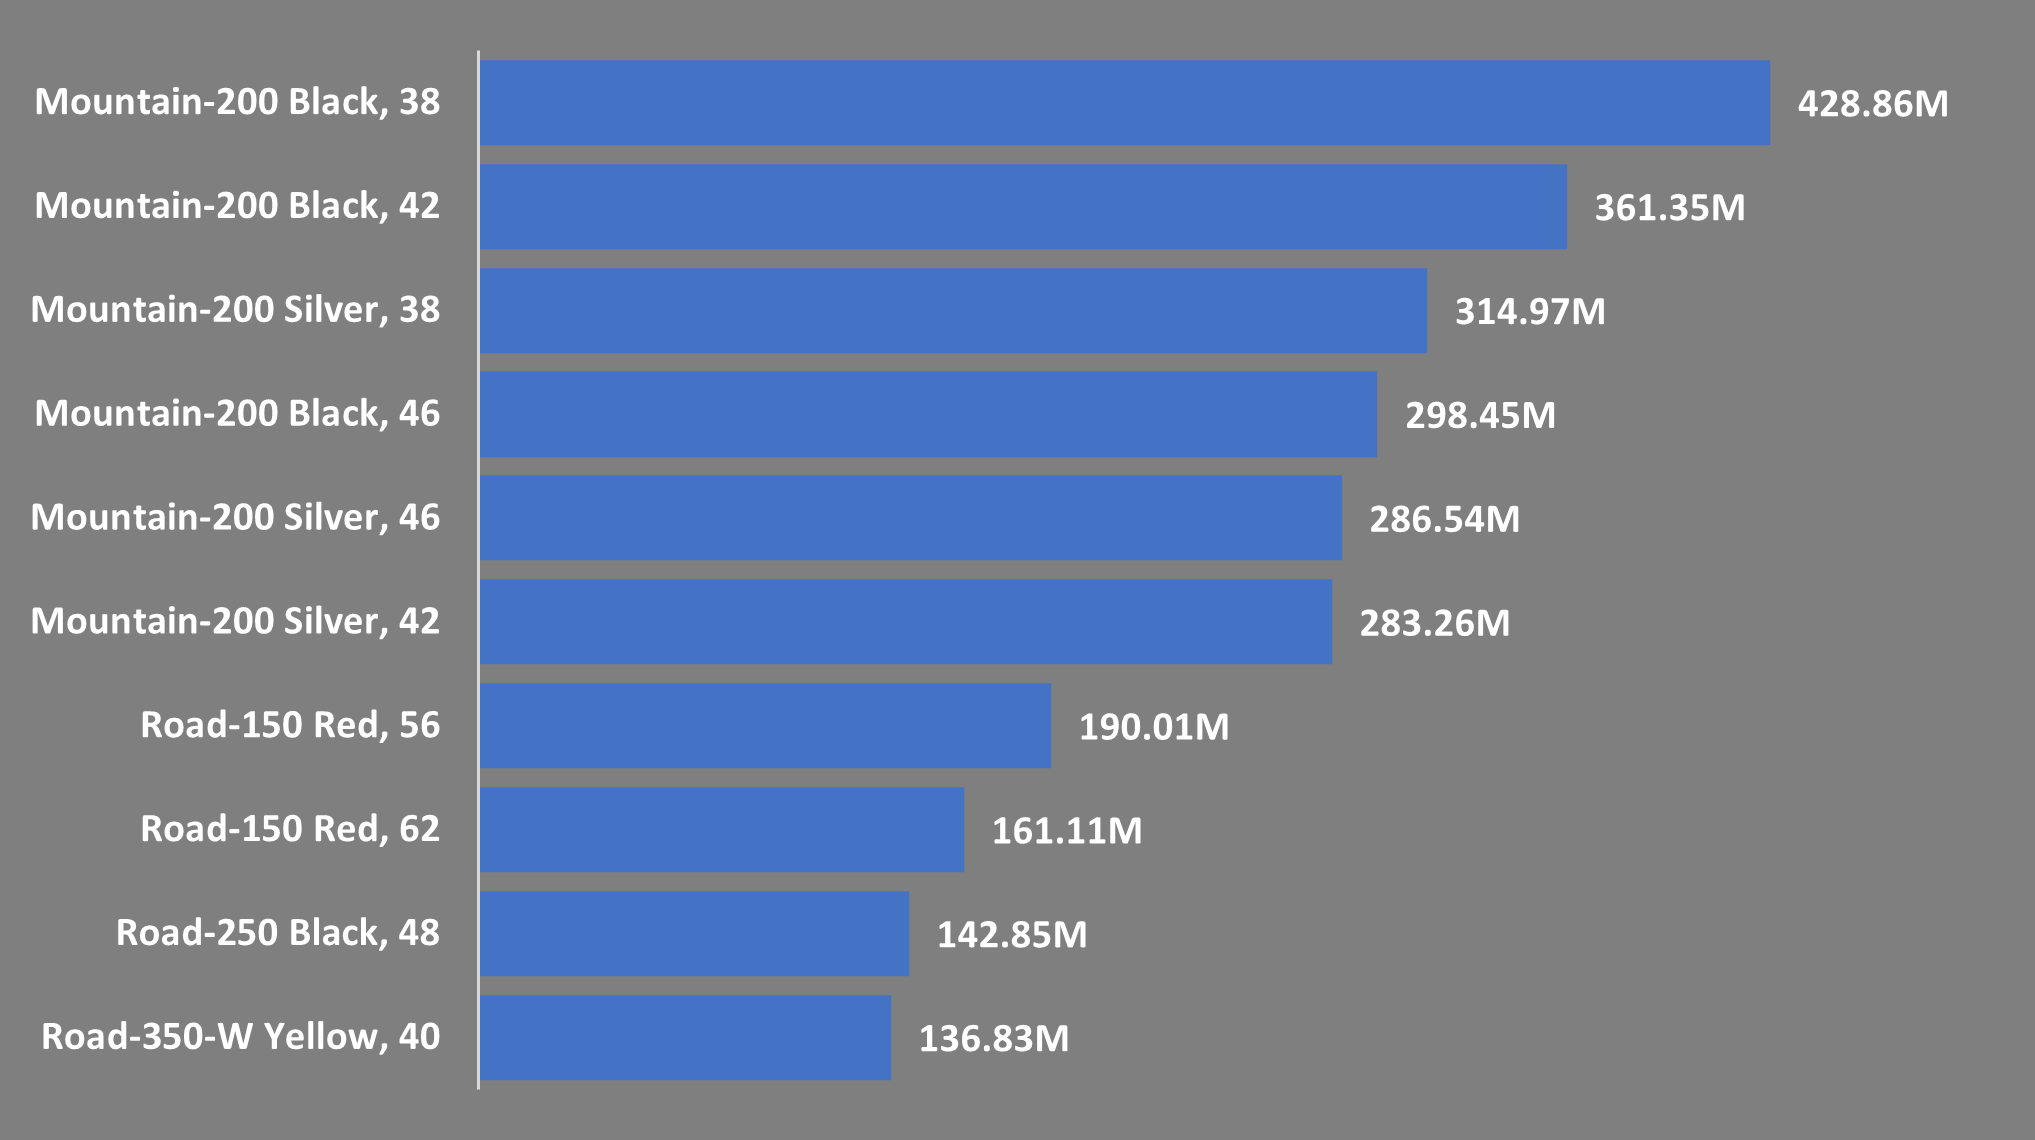 Mountain-200 Black, 38 428.86M
Mountain-200 Black, 42 361.35M
Mountain-200 Silver, 38 314.97M
Mountain-200 Black, 46 298.45M
Mountain-200 Silver, 46 286.54M
Mountain-200 Silver, 42 283.26M
Road-150 Red, 56 190.01M
Road-150 Red, 62 161.11M
Road-250 Black, 48 142.85M
Road-350-W Yellow, 40 136.83M